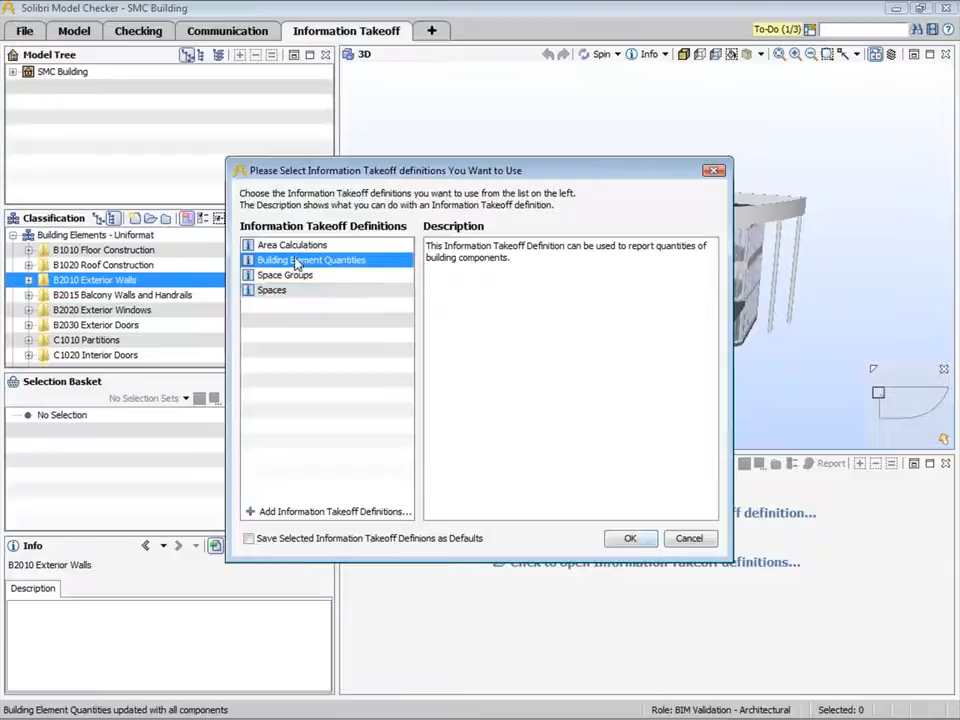 Solibri Model Checker - SMC Building
File
Model
Checking
Communication
Information Takeoff
To-Do (1/3)
Model Tree
SMC Building
3D
Spin
Info
Classification
Building Elements - Uniformat
B1010 Floor Construction
B1020 Roof Construction
B2010 Exterior Walls
B2015 Balcony Walls and Handrails
B2020 Exterior Windows
B2030 Exterior Doors
C1010 Partitions
C1020 Interior Doors
Selection Basket
No Selection Sets
No Selection
Info
B2010 Exterior Walls
Description
Please Select Information Takeoff definitions You Want to Use
Choose the Information Takeoff definitions you want to use from the list on the left.
The Description shows what you can do with an Information Takeoff definition.
Information Takeoff Definitions
Area Calculations
Building Element Quantities
Space Groups
Spaces
Add Information Takeoff Definitions...
Description
This Information Takeoff Definition can be used to report quantities of
building components.
Save Selected Information Takeoff Defintions as Defaults
OK
Cancel
Report
definition...
Click to open Information Takeoff definitions...
Building Element Quantities updated with all components
Role: BIM Validation - Architectural
Selected: 0